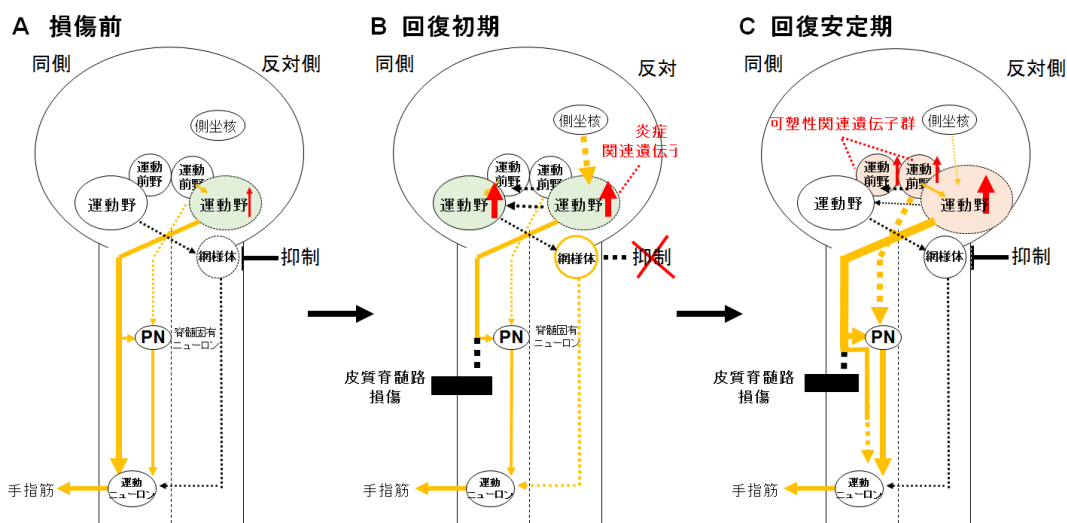 A 損傷前
同側
反対側
側坐核
運動
前野
運動
前野
運動野
運動野
網様体
抑制
PN
脊髄固有
ニューロン
運動
ニューロン
手指筋
B 回復初期
同側
反対
側坐核
炎症
関連遺伝子
運動
前野
運動
前野
運動野
運動野
網様体
抑制
PN
脊髄固有
ニューロン
皮質脊髄路
損傷
運動
ニューロン
手指筋
C 回復安定期
同側
反対側
可塑性関連遺伝子群
側坐核
運動
前野
運動
前野
運動野
運動野
網様体
抑制
PN
皮質脊髄路
損傷
運動
ニューロン
手指筋